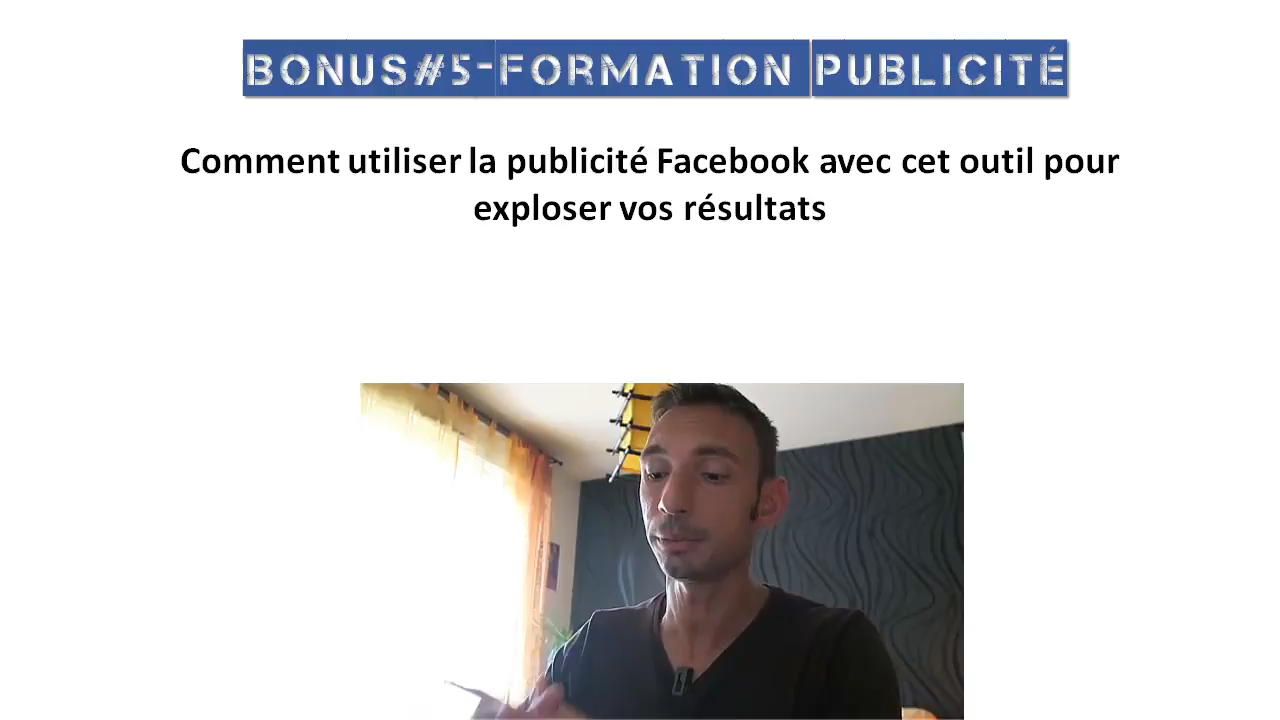 BONUS#5-FORMATION PUBLICITÉ
Comment utiliser la publicité Facebook avec cet outil pour
exploser vos résultats